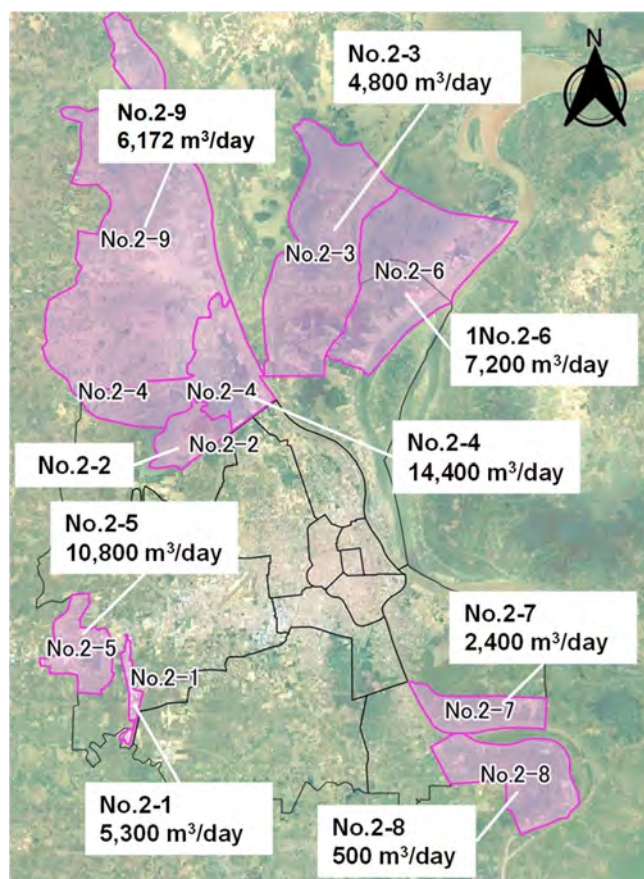 N
No.2-3
4,800 m³/day
No.2-9
6,172 m³/day
No.2-9
No.2-3
No.2-6
1No.2-6
7,200 m³/day
No.2-4
No.2-4
No.2-2
No.2-2
No.2-4
14,400 m³/day
No.2-5
10,800 m³/day
No.2-7
2,400 m³/day
No.2-5
No.2-1
No.2-7
No.2-8
No.2-1
5,300 m³/day
No.2-8
500 m³/day